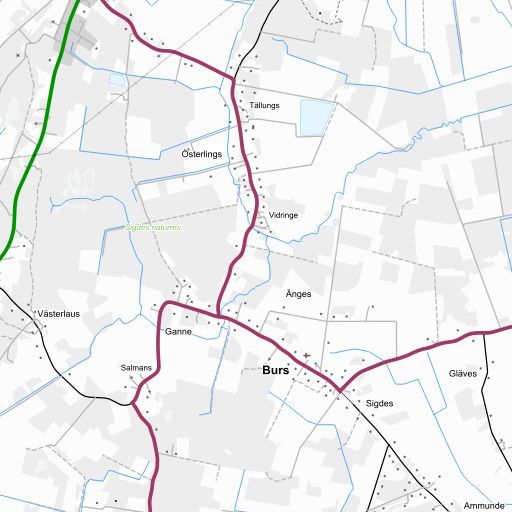 Tällungs
Österlings
Vidringe
Sigdes naturres.
Änges
Västerlaus
Ganne
Salmans
Burs
Gläves
Sigdes
Ammunde